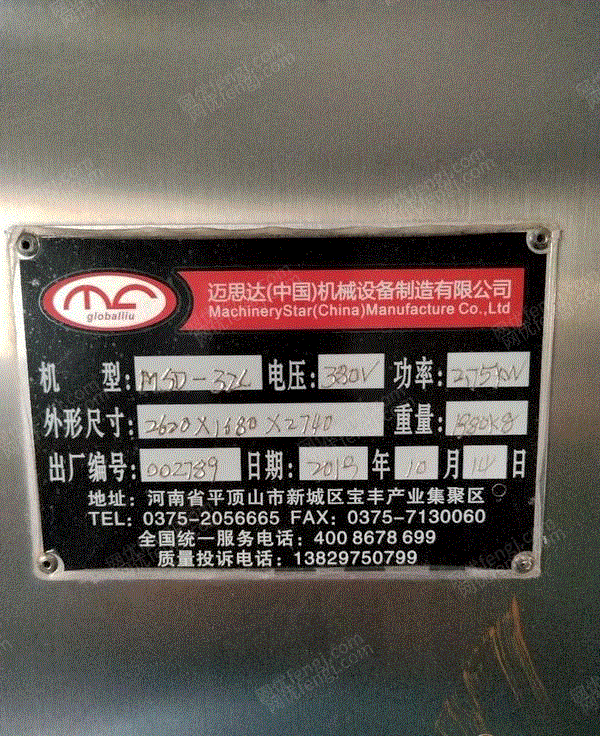 globalliu
迈思达(中国)机械设备制造有限公司
MachineryStar(China)Manufacture Co.,Ltd
机 型: MSD-32L 电压: 380V 功率: 2.75kW
外形尺寸: 2620X1680X2740 重量:
出厂编号: 002789 日期: 年 10 月 日
地址: 河南省平顶山市新城区宝丰产业集聚区
TEL: 0375-2056665 FAX: 0375-7130060
全国统一服务电话: 400 8678 699
质量投诉电话: 13829750799